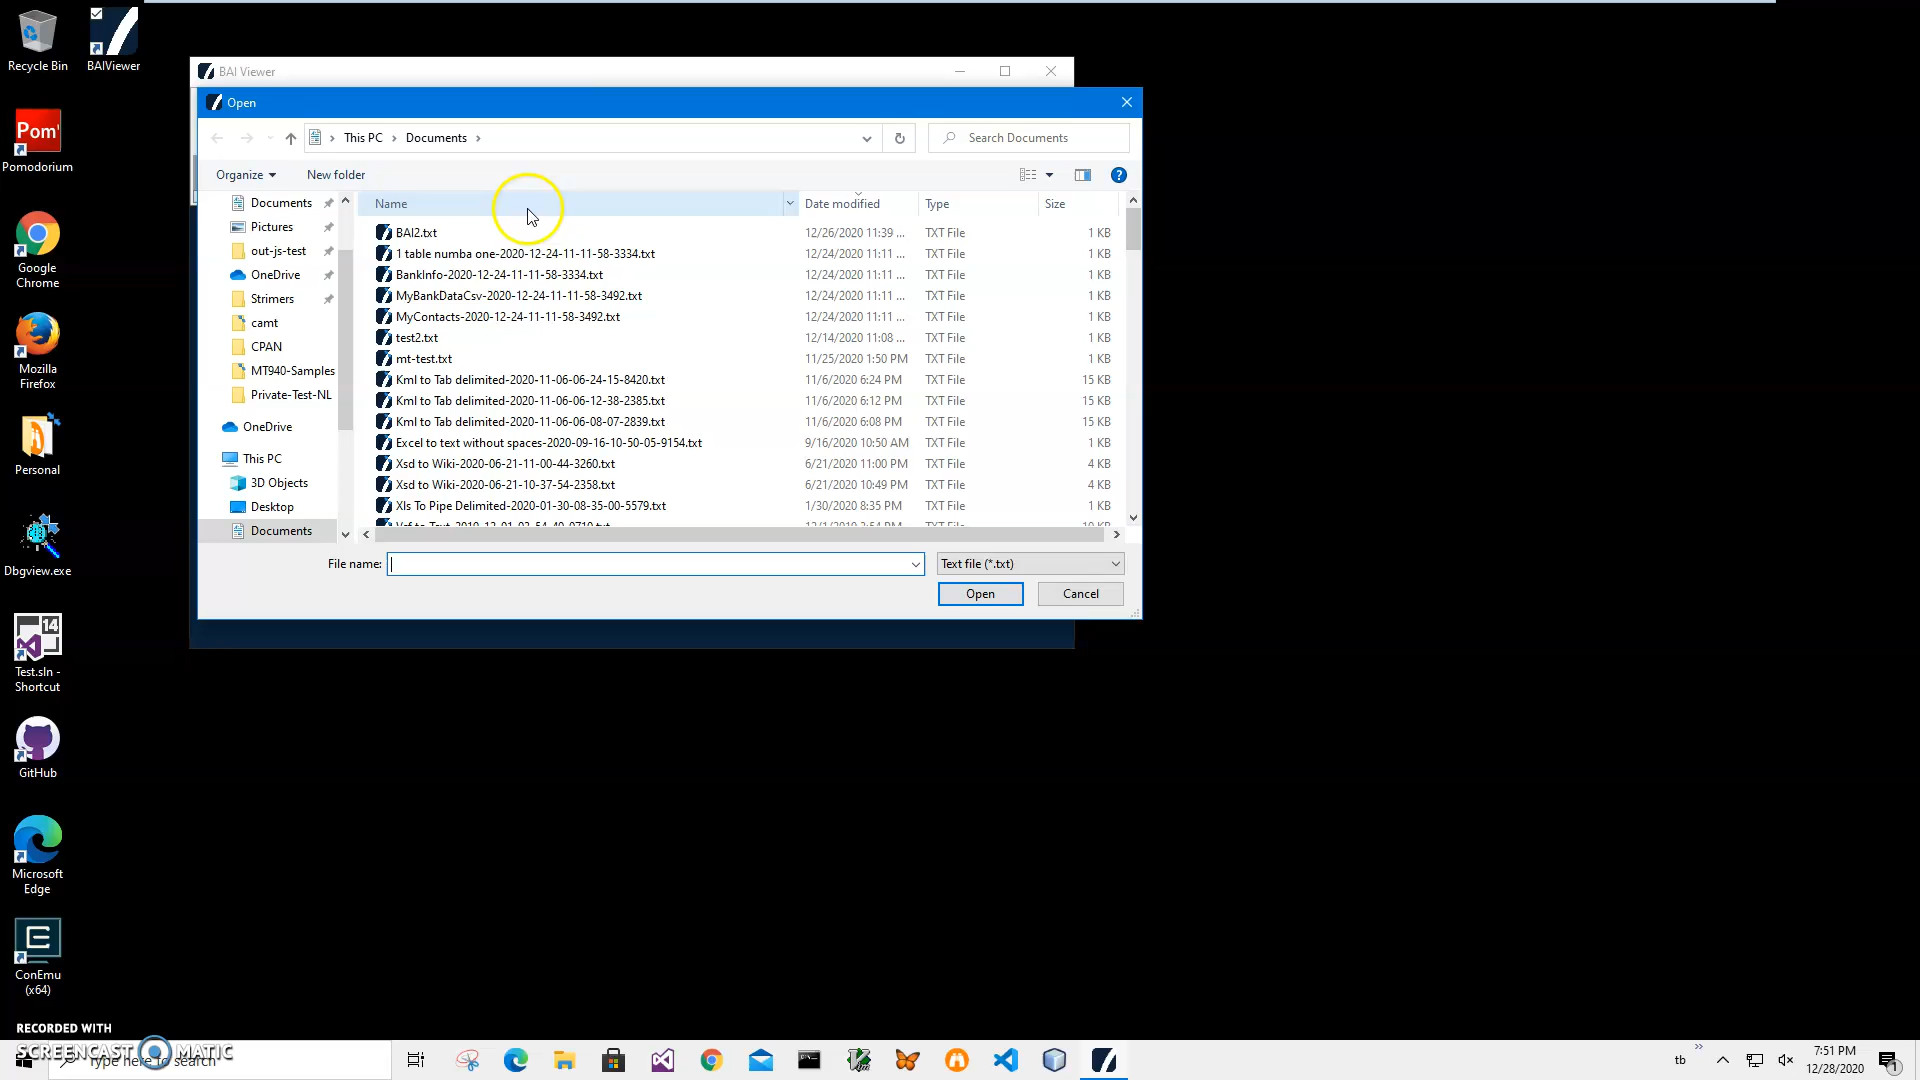 Recycle Bin
BAIViewer
Pom'
Pomodorium
Google
Chrome
Mozilla
Firefox
Personal
Dbgview.exe
14
Test.sln -
Shortcut
GitHub
Microsoft
Edge
ConEmu
(x64)
BAI Viewer
Open
This PC
Documents
Search Documents
Organize
New folder
Documents
Pictures
out-js-test
OneDrive
Strimers
camt
CPAN
MT940-Samples
Private-Test-NL
OneDrive
This PC
3D Objects
Desktop
Documents
Name Date modified Type Size
BAI2.txt 12/26/2020 11:39 ... TXT File 1 KB
1 table numba one-2020-12-24-11-11-58-3334.txt 12/24/2020 11:11 ... TXT File 1 KB
BankInfo-2020-12-24-11-11-58-3334.txt 12/24/2020 11:11 ... TXT File 1 KB
MyBankDataCsv-2020-12-24-11-11-58-3492.txt 12/24/2020 11:11 ... TXT File 1 KB
MyContacts-2020-12-24-11-11-58-3492.txt 12/24/2020 11:11 ... TXT File 1 KB
test2.txt 12/14/2020 11:08 ... TXT File 1 KB
mt-test.txt 11/25/2020 1:50 PM TXT File 1 KB
Kml to Tab delimited-2020-11-06-06-24-15-8420.txt 11/6/2020 6:24 PM TXT File 15 KB
Kml to Tab delimited-2020-11-06-06-12-38-2385.txt 11/6/2020 6:12 PM TXT File 15 KB
Kml to Tab delimited-2020-11-06-06-08-07-2839.txt 11/6/2020 6:08 PM TXT File 15 KB
Excel to text without spaces-2020-09-16-10-50-05-9154.txt 9/16/2020 10:50 AM TXT File 1 KB
Xsd to Wiki-2020-06-21-11-00-44-3260.txt 6/21/2020 11:00 PM TXT File 4 KB
Xsd to Wiki-2020-06-21-10-37-54-2358.txt 6/21/2020 10:49 PM TXT File 4 KB
Xls To Pipe Delimited-2020-01-30-08-35-00-5579.txt 1/30/2020 8:35 PM TXT File 1 KB
File name:
Text file (*.txt)
Open
Cancel
RECORDED WITH
SCREENCAST MATIC
Type here to search
tb
7:51 PM
12/28/2020
1